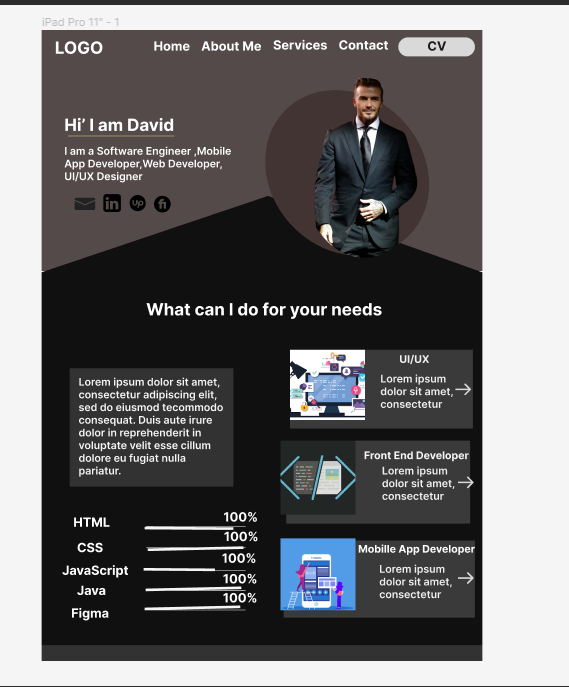 iPad Pro 11" - 1
LOGO
Home
About Me
Services
Contact
CV
Hi' I am David
I am a Software Engineer ,Mobile
App Developer,Web Developer,
UI/UX Designer
in
Up
fi
What can I do for your needs
Lorem ipsum dolor sit amet,
consectetur adipiscing elit,
sed do eiusmod tecommodo
consequat. Duis aute irure
dolor in reprehenderit in
voluptate velit esse cillum
dolore eu fugiat nulla
pariatur.
HTML
100%
CSS
100%
JavaScript
100%
Java
100%
Figma
100%
UI/UX
Lorem ipsum
dolor sit amet,
consectetur
Front End Developer
Lorem ipsum
dolor sit amet,
consectetur
Mobille App Developer
Lorem ipsum
dolor sit amet,
consectetur